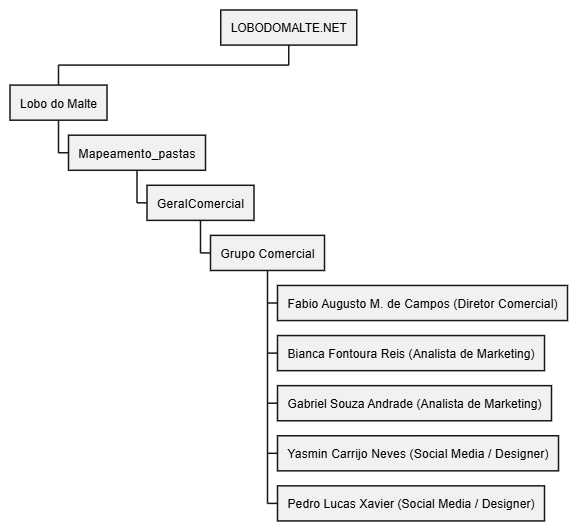 LOBODOMALTE.NET
Lobo do Malte
Mapeamento_pastas
GeralComercial
Grupo Comercial
Fabio Augusto M. de Campos (Diretor Comercial)
Bianca Fontoura Reis (Analista de Marketing)
Gabriel Souza Andrade (Analista de Marketing)
Yasmin Carrijo Neves (Social Media / Designer)
Pedro Lucas Xavier (Social Media / Designer)